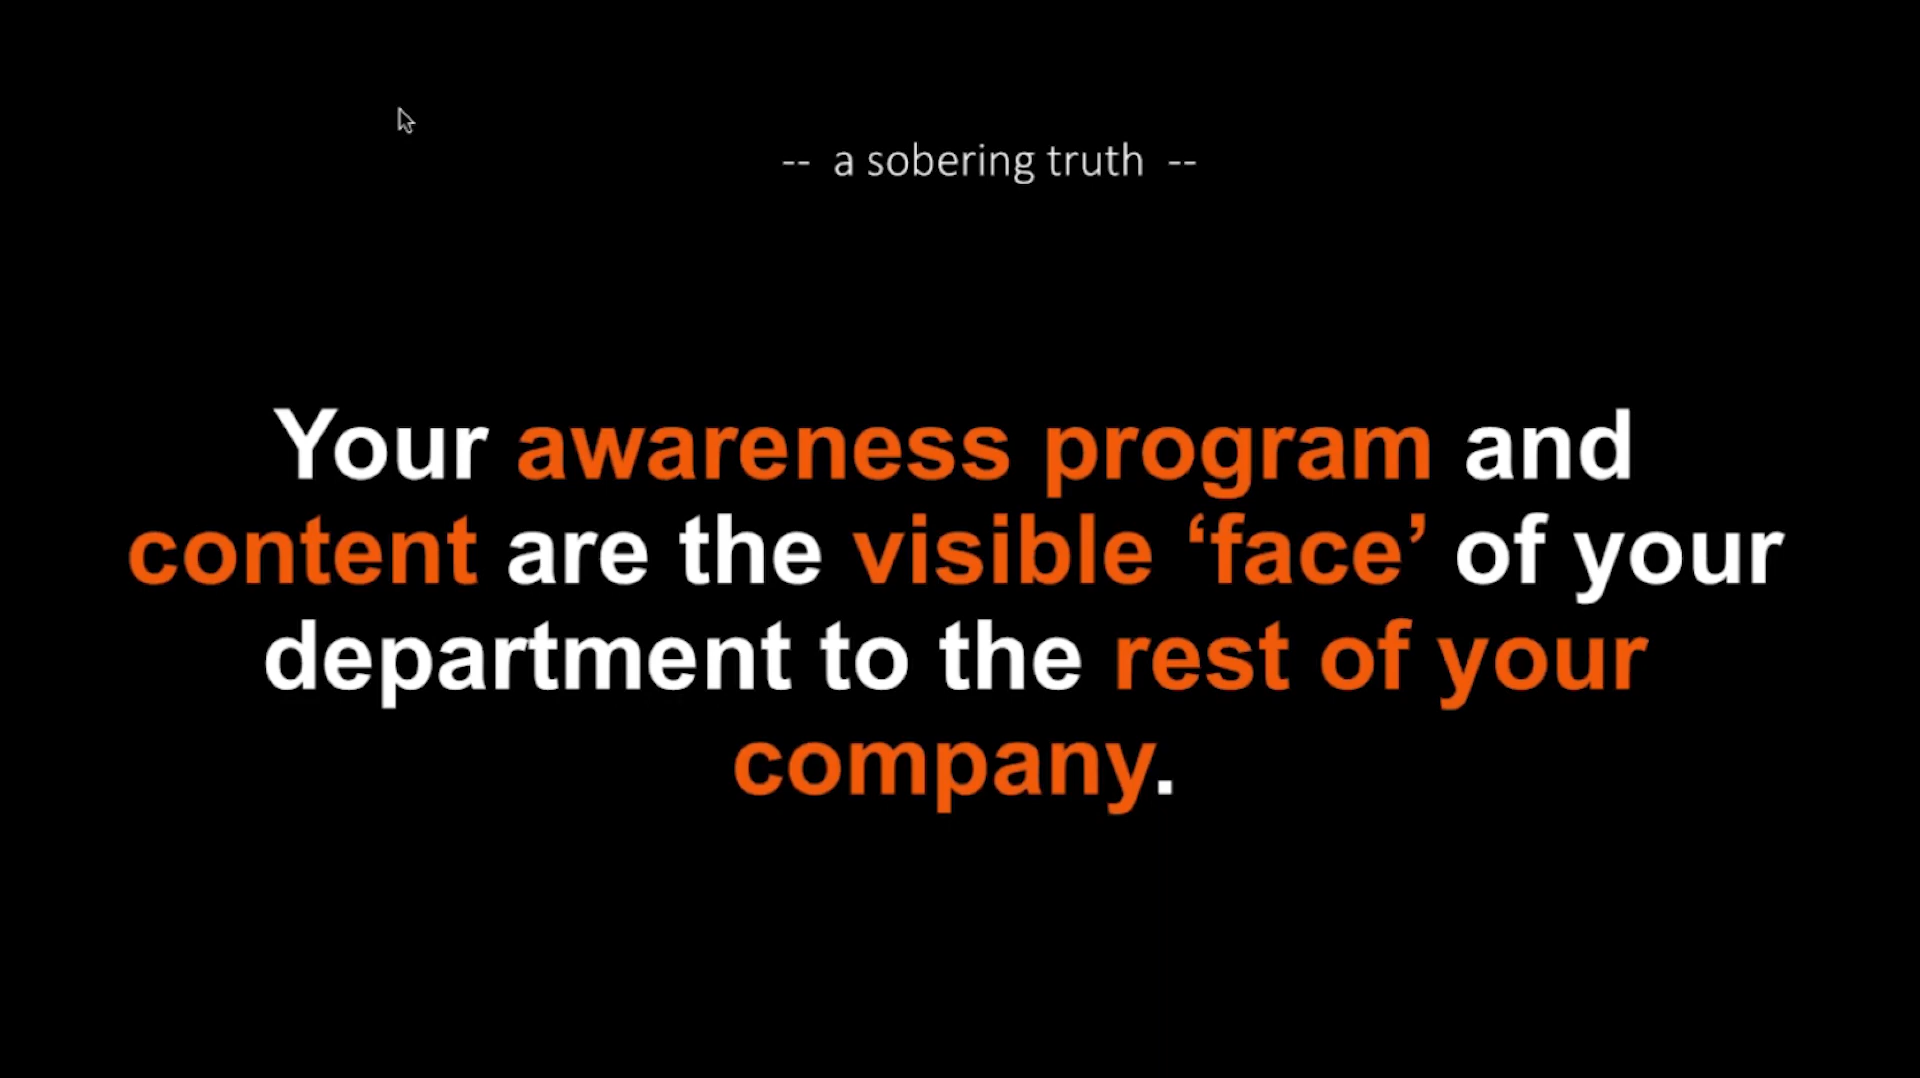 -- a sobering truth --
Your awareness program and
content are the visible ‘face’ of your
department to the rest of your
company.